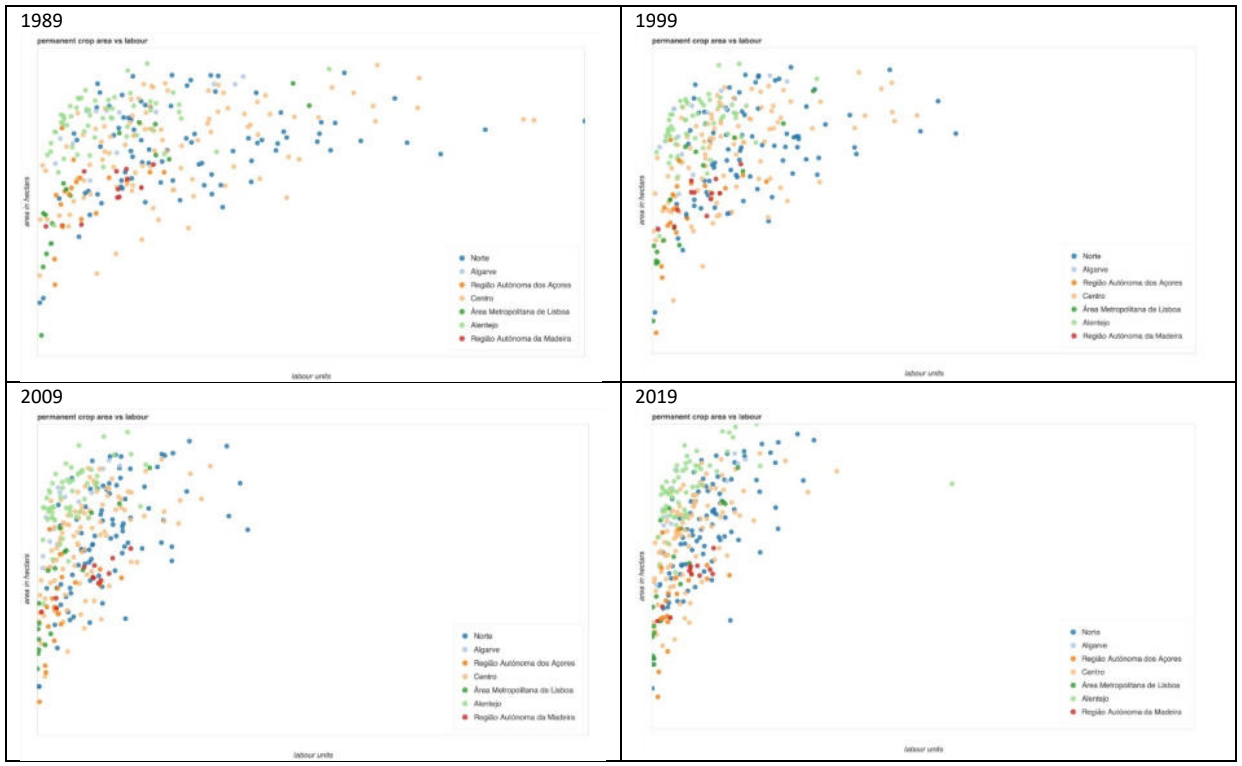 1989
permanent crop area vs labour
area in hectars
Norte
Algarve
Região Autónoma dos Açores
Centro
Área Metropolitana de Lisboa
Alentejo
Região Autónoma da Madeira
labour units
1999
permanent crop area vs labour
area in hectars
Norte
Algarve
Região Autónoma dos Açores
Centro
Área Metropolitana de Lisboa
Alentejo
Região Autónoma da Madeira
labour units
2009
permanent crop area vs labour
area in hectars
Norte
Algarve
Região Autónoma dos Açores
Centro
Área Metropolitana de Lisboa
Alentejo
Região Autónoma da Madeira
labour units
2019
permanent crop area vs labour
area in hectars
Norte
Algarve
Região Autónoma dos Açores
Centro
Área Metropolitana de Lisboa
Alentejo
Região Autónoma da Madeira
labour units